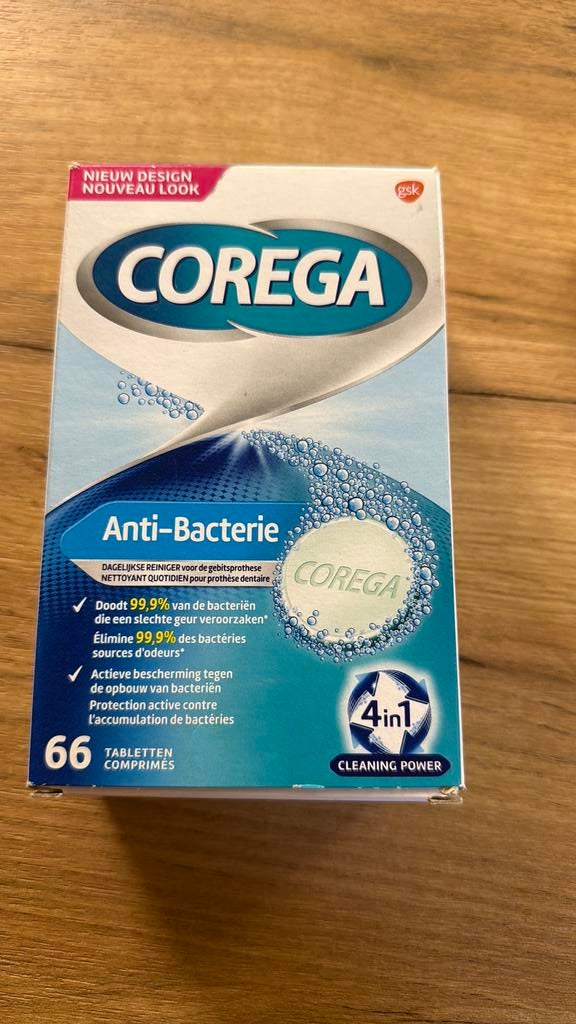 NIEUW DESIGN
NOUVEAU LOOK
gsk
COREGA
Anti-Bacterie
DAGELIJKSE REINIGER voor de gebitsprothese
NETTOYANT QUOTIDIEN pour prothèse dentaire
COREGA
Doodt 99,9% van de bacteriën
die een slechte geur veroorzaken*
Élimine 99,9% des bactéries
sources d'odeurs*
Actieve bescherming tegen
de opbouw van bacteriën
Protection active contre
l'accumulation de bactéries
4in1
CLEANING POWER
66 TABLETTEN
COMPRIMÉS